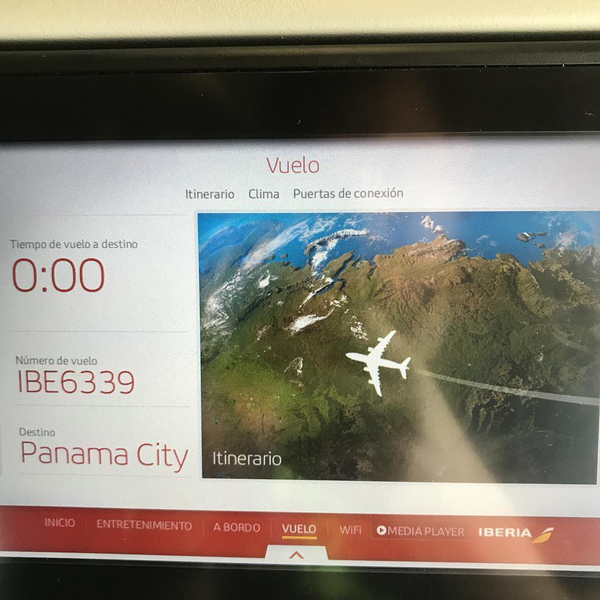 Vuelo
Itinerario Clima Puertas de conexión
Tiempo de vuelo a destino
0:00
Número de vuelo
IBE6339
Destino
Panama City
Itinerario
INICIO ENTRETENIMIENTO A BORDO VUELO WiFi MEDIA PLAYER IBERIA